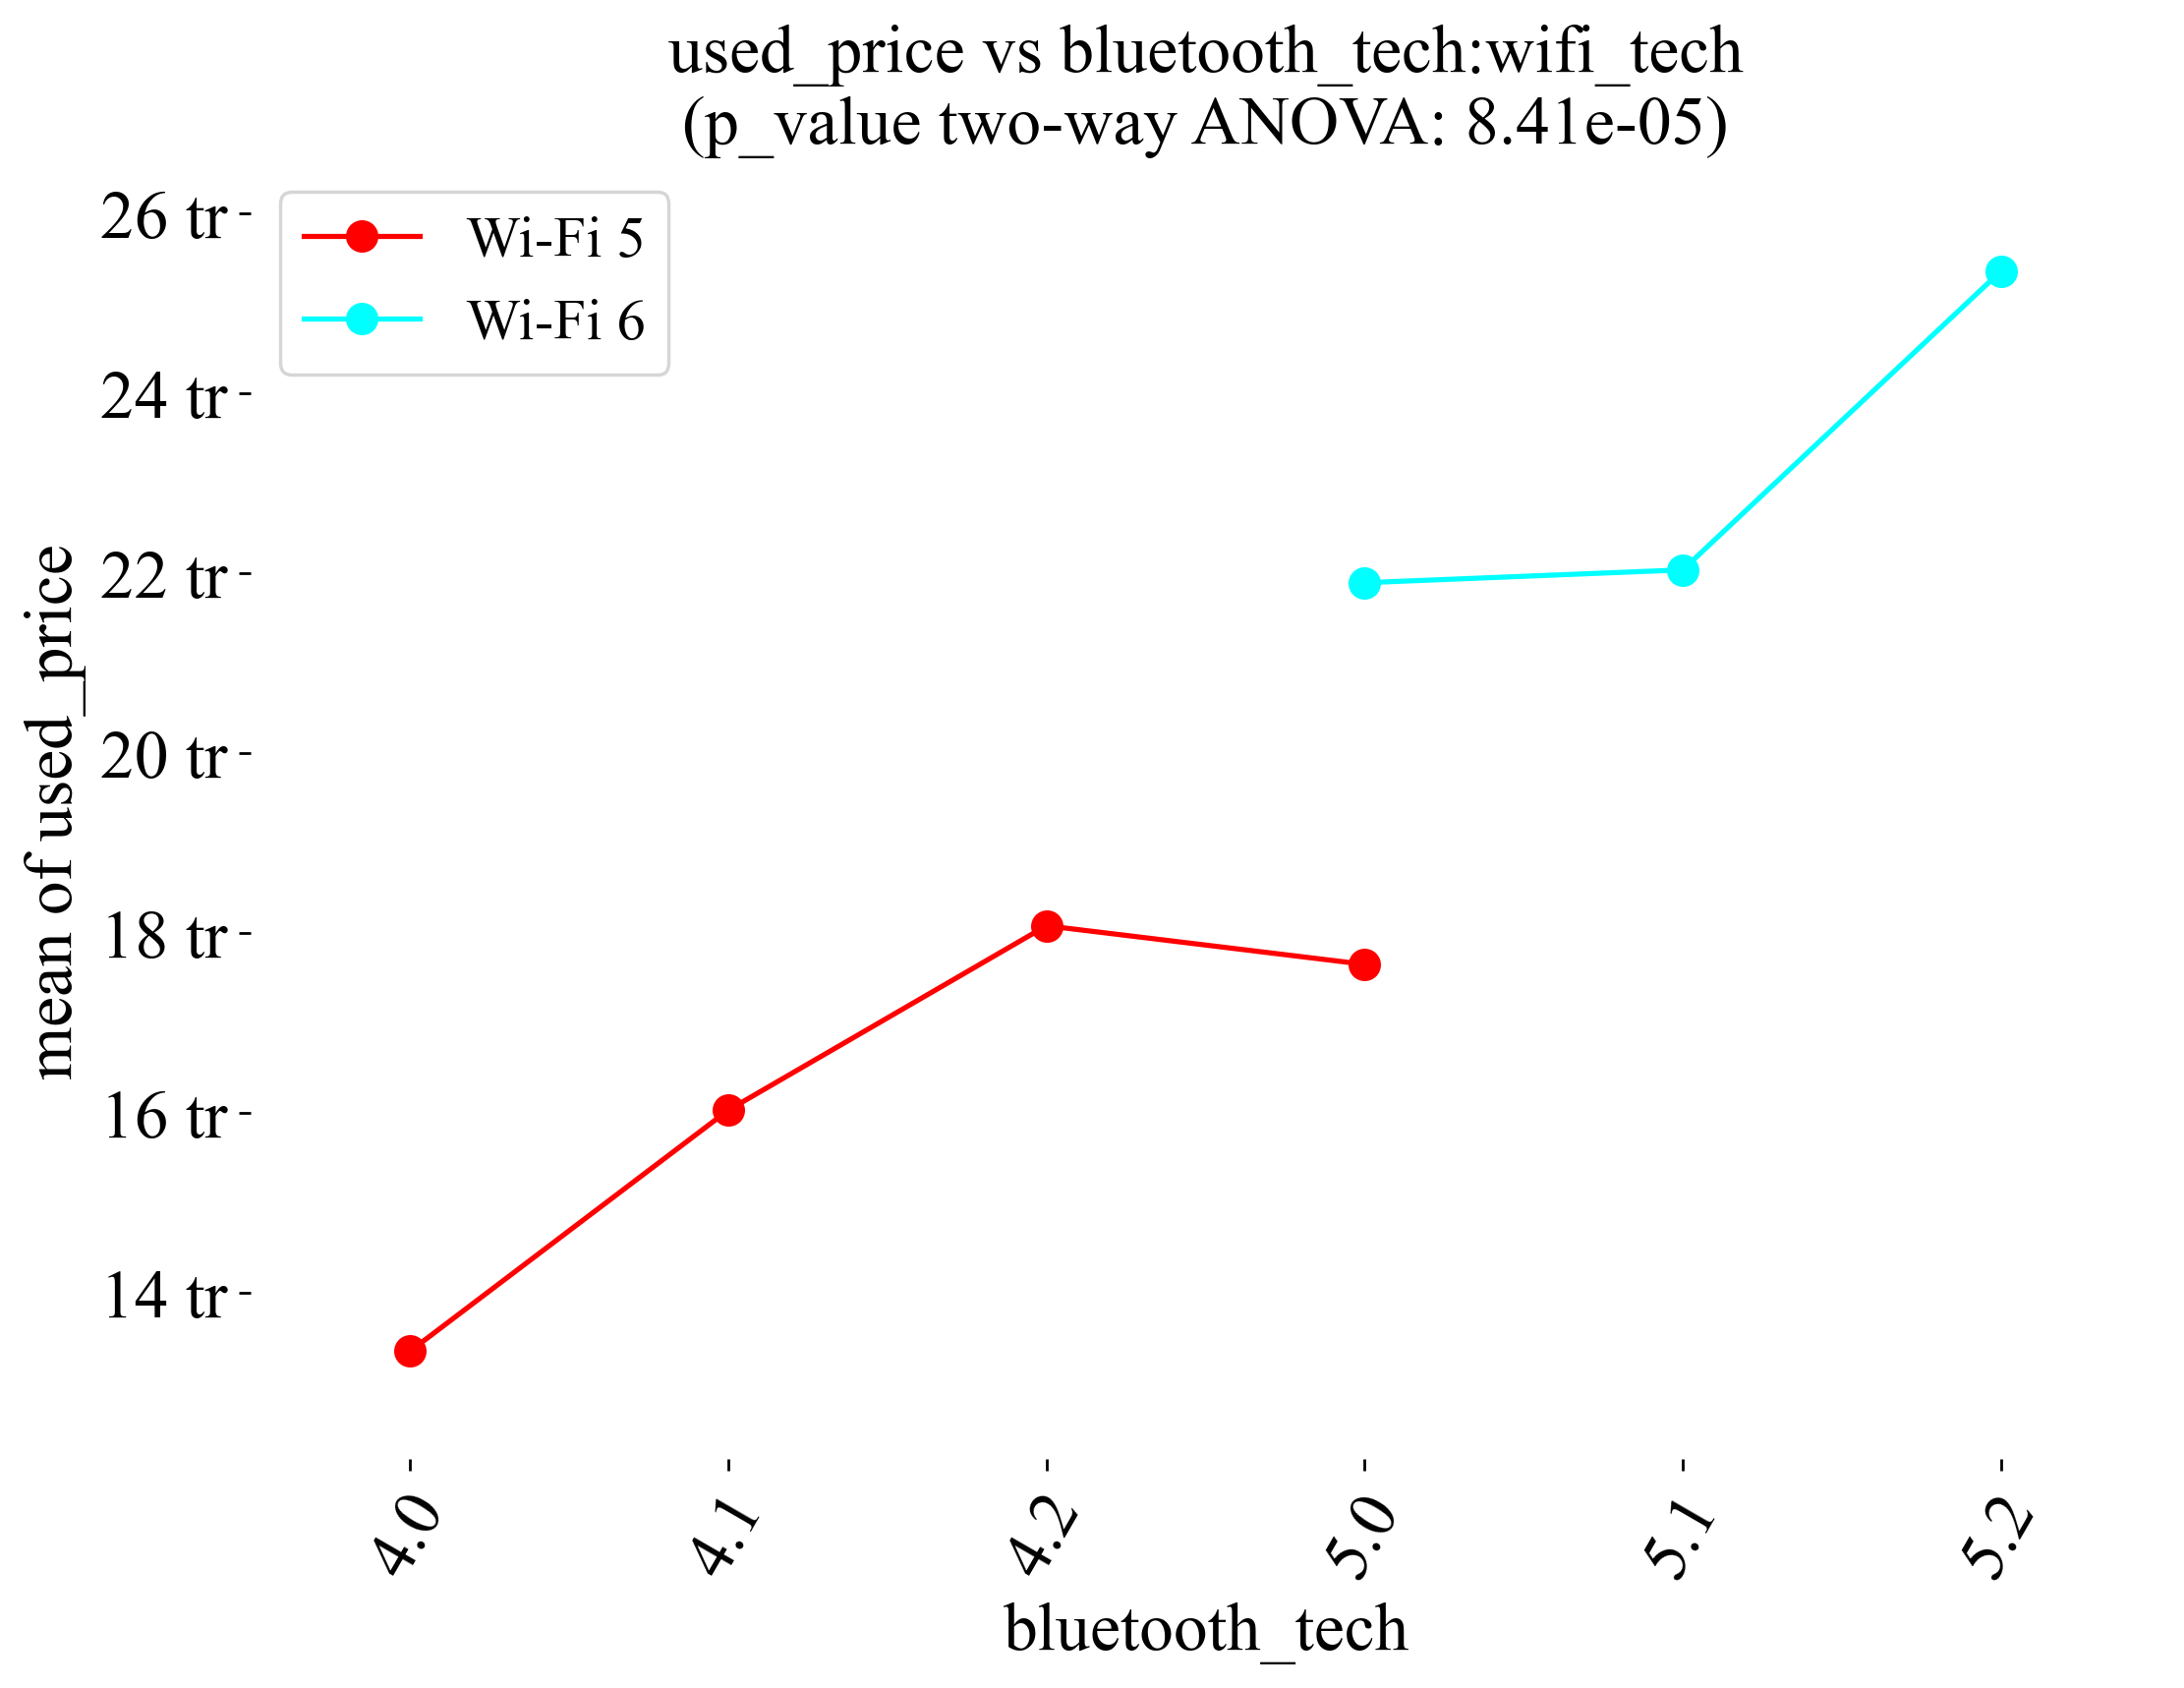 used_price vs bluetooth_tech:wifi_tech
(p_value two-way ANOVA: 8.41e-05)
Wi-Fi 5
Wi-Fi 6
26 tr
24 tr
22 tr
20 tr
18 tr
16 tr
14 tr
mean of used_price
4.0
4.1
4.2
5.0
5.1
5.2
bluetooth_tech